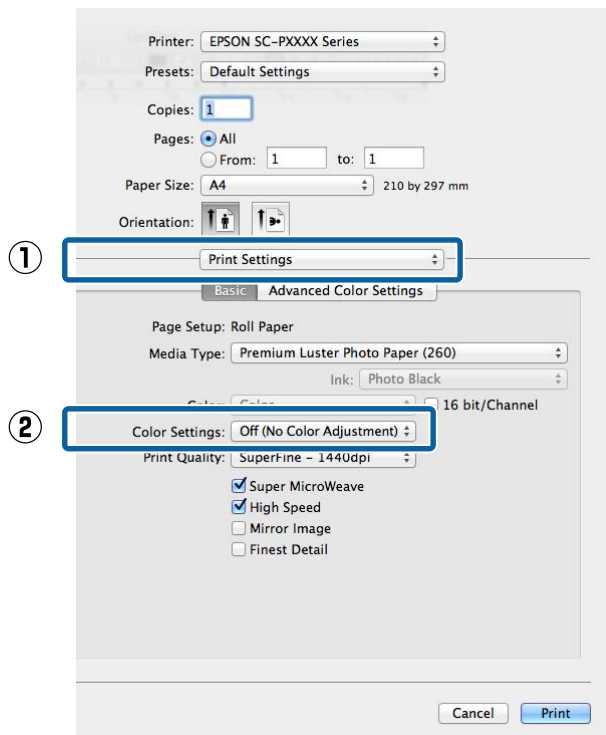 Printer: EPSON SC-PXXXX Series
Presets: Default Settings
Copies: 1
Pages: All
From: 1 to: 1
Paper Size: A4 210 by 297 mm
Orientation:
① Print Settings
Basic Advanced Color Settings
Page Setup: Roll Paper
Media Type: Premium Luster Photo Paper (260)
Ink: Photo Black
Color: Color 16 bit/Channel
② Color Settings: Off (No Color Adjustment)
Print Quality: SuperFine - 1440dpi
Super MicroWeave
High Speed
Mirror Image
Finest Detail
Cancel Print